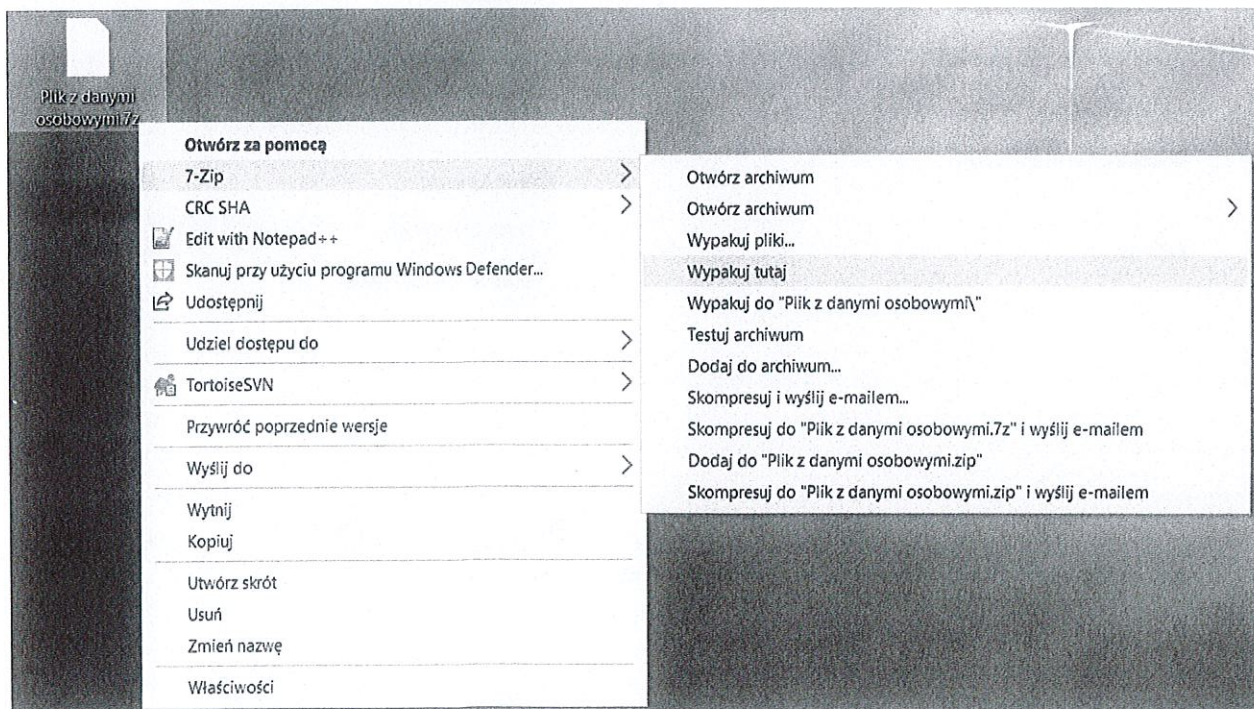 Plik z danymi
osobowymi.7z
Otwórz za pomocą
7-Zip
CRC SHA
Edit with Notepad++
Skanuj przy użyciu programu Windows Defender...
Udostępnij
Udziel dostępu do
TortoiseSVN
Przywróć poprzednie wersje
Wyślij do
Wytnij
Kopiuj
Utwórz skrót
Usuń
Zmień nazwę
Właściwości
Otwórz archiwum
Otwórz archiwum
Wypakuj pliki...
Wypakuj tutaj
Wypakuj do "Plik z danymi osobowymi\"
Testuj archiwum
Dodaj do archiwum...
Skompresuj i wyślij e-mailem...
Skompresuj do "Plik z danymi osobowymi.7z" i wyślij e-mailem
Dodaj do "Plik z danymi osobowymi.zip"
Skompresuj do "Plik z danymi osobowymi.zip" i wyślij e-mailem